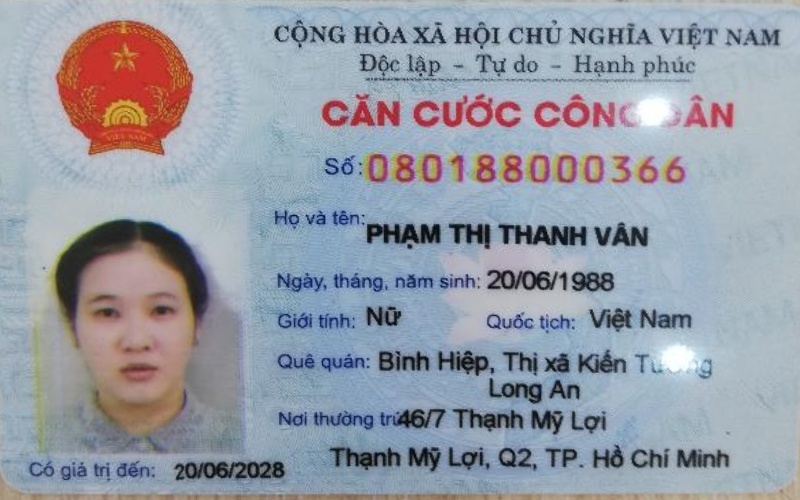 CỘNG HÒA XÃ HỘI CHỦ NGHĨA VIỆT NAM
Độc lập - Tự do - Hạnh phúc
CĂN CƯỚC CÔNG DÂN
Số: 080188000366
Họ và tên: PHẠM THỊ THANH VÂN
Ngày, tháng, năm sinh: 20/06/1988
Giới tính: Nữ Quốc tịch: Việt Nam
Quê quán: Bình Hiệp, Thị xã Kiến Tường
Long An
Nơi thường trú: 46/7 Thạnh Mỹ Lợi
Thạnh Mỹ Lợi, Q2, TP. Hồ Chí Minh
Có giá trị đến: 20/06/2028